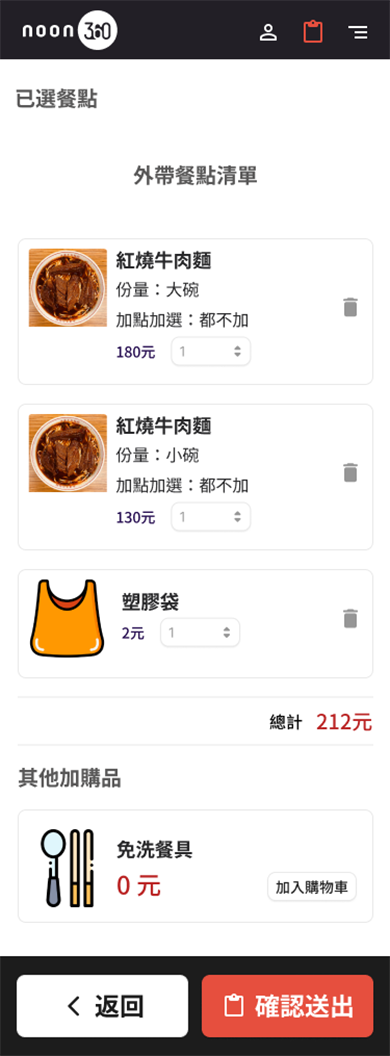 noon360
已選餐點
外帶餐點清單
紅燒牛肉麵
份量：大碗
加點加選：都不加
180元 1
紅燒牛肉麵
份量：小碗
加點加選：都不加
130元 1
塑膠袋
2元 1
總計 212元
其他加購品
免洗餐具
0 元
加入購物車
返回 確認送出